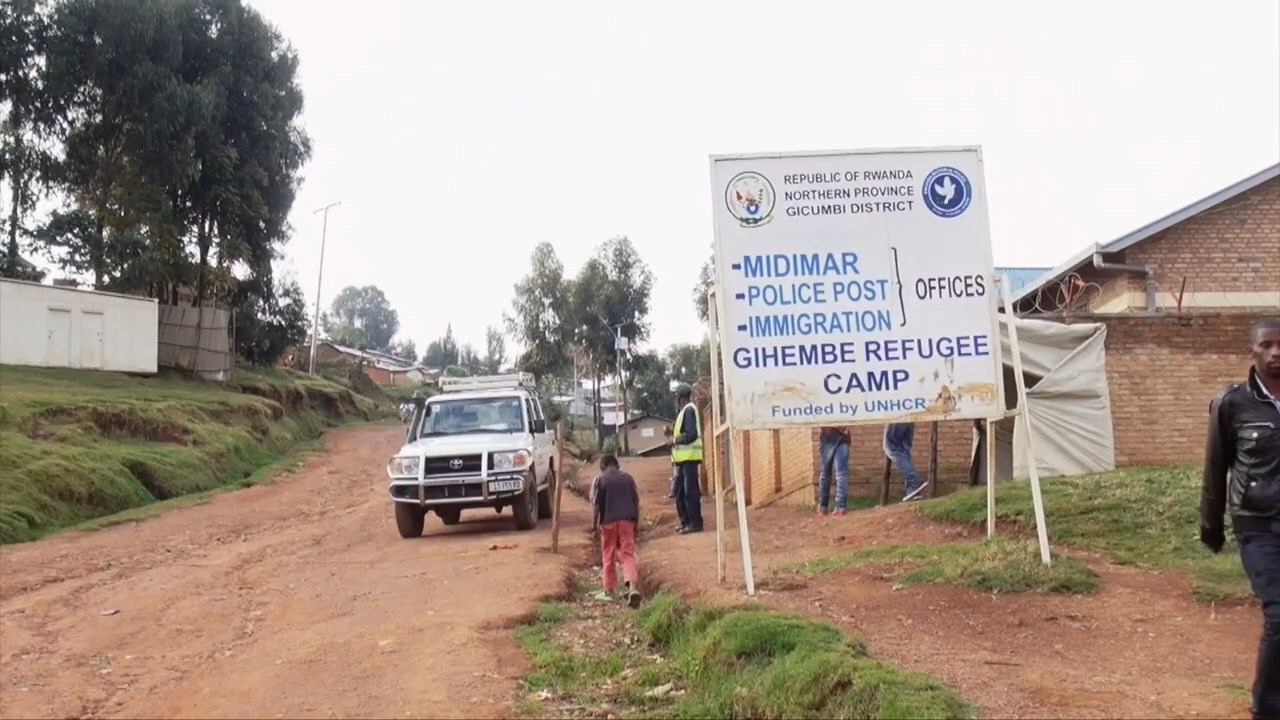 REPUBLIC OF RWANDA
NORTHERN PROVINCE
GICUMBI DISTRICT
-MIDIMAR
-POLICE POST
-IMMIGRATION
OFFICES
GIHEMBE REFUGEE
CAMP
Funded by UNHCR